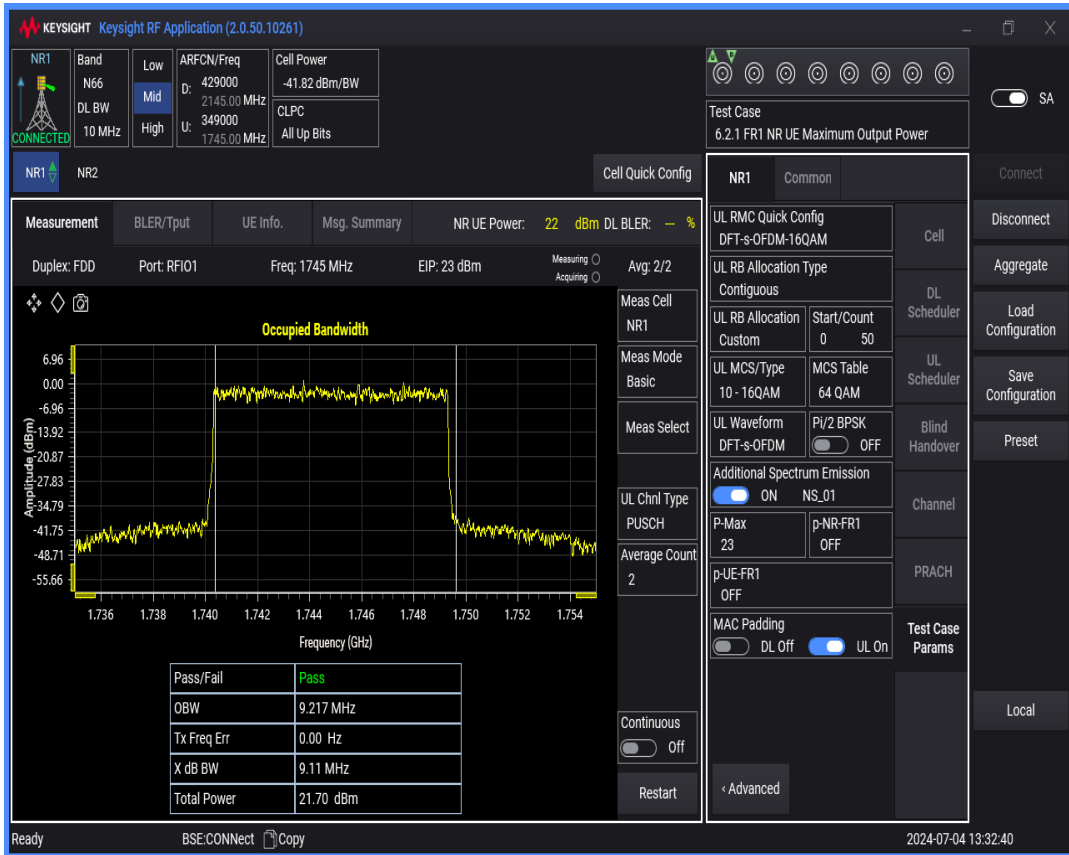 KEYSIGHT Keysight RF Application (2.0.50.10261)
NR1
CONNECTED
Band
N66
DL BW
10 MHz
Low
Mid
High
ARFCN/Freq
D: 429000
2145.00 MHz
U: 349000
1745.00 MHz
Cell Power
-41.82 dBm/BW
CLPC
All Up Bits
Test Case
6.2.1 FR1 NR UE Maximum Output Power
SA
NR1 NR2
Cell Quick Config
Measurement BLER/Tput UE Info. Msg. Summary NR UE Power: 22 dBm DL BLER: -- %
Duplex: FDD Port: RFIO1 Freq: 1745 MHz EIP: 23 dBm Measuring Acquiring Avg: 2/2
Occupied Bandwidth
Amplitude (dBm)
6.96
0.00
-6.96
-13.92
-20.87
-27.83
-34.79
-41.75
-48.71
-55.66
1.736 1.738 1.740 1.742 1.744 1.746 1.748 1.750 1.752 1.754
Frequency (GHz)
Pass/Fail Pass
OBW 9.217 MHz
Tx Freq Err 0.00 Hz
X dB BW 9.11 MHz
Total Power 21.70 dBm
Meas Cell
NR1
Meas Mode
Basic
Meas Select
UL Chnl Type
PUSCH
Average Count
2
Continuous
Off
Restart
NR1 Common
UL RMC Quick Config
DFT-s-OFDM-16QAM
UL RB Allocation Type
Contiguous
UL RB Allocation Start/Count
Custom 0 50
UL MCS/Type MCS Table
10 - 16QAM 64 QAM
UL Waveform Pi/2 BPSK
DFT-s-OFDM OFF
Additional Spectrum Emission
ON NS_01
P-Max p-NR-FR1
23 OFF
p-UE-FR1
OFF
MAC Padding
DL Off UL On
‹ Advanced
Cell
DL
Scheduler
UL
Scheduler
Blind
Handover
Channel
PRACH
Test Case
Params
Connect
Disconnect
Aggregate
Load
Configuration
Save
Configuration
Preset
Local
Ready BSE:CONNect Copy 2024-07-04 13:32:40